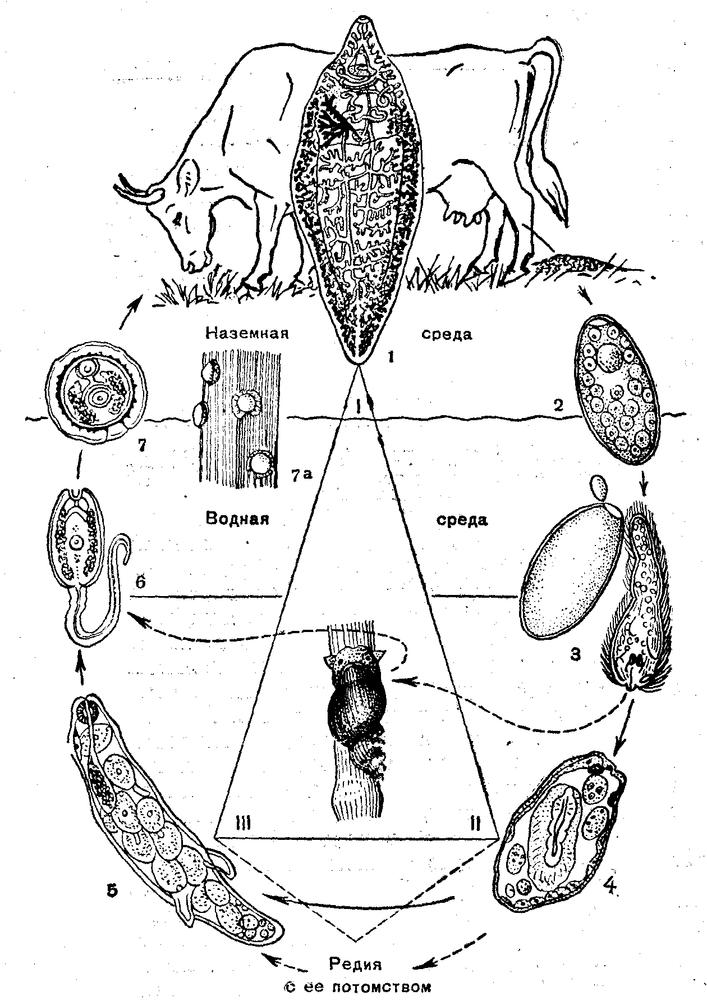 Наземная среда
1
I
2
7
7а
Водная среда
6
3
III
II
5
4
Редия
с ее потомством